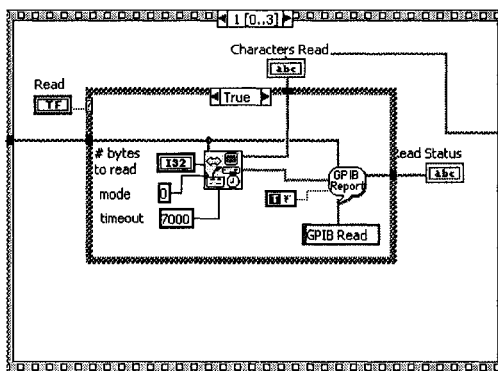 1 [0..3]
Characters Read
abc
Read
TF
True
# bytes
to read
I32
mode
0
timeout
7000
GPIB
Report
T F
GPIB Read
Read Status
abc